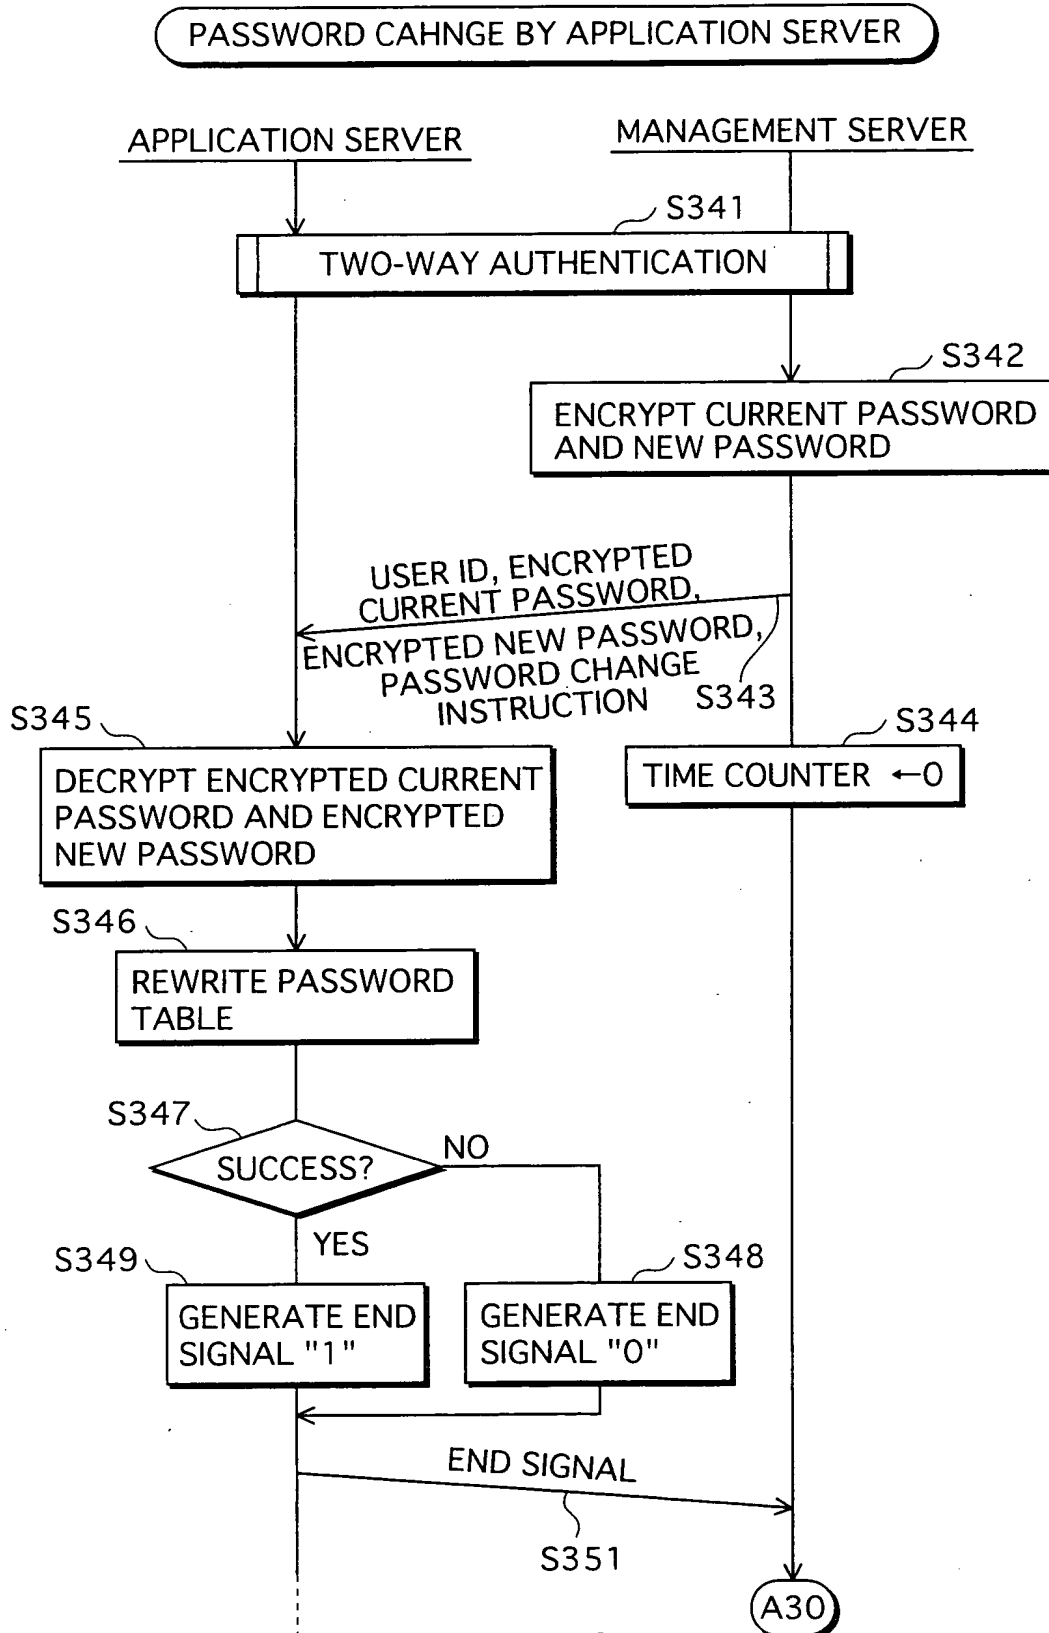 PASSWORD CAHNGE BY APPLICATION SERVER
APPLICATION SERVER
MANAGEMENT SERVER
S341
TWO-WAY AUTHENTICATION
S342
ENCRYPT CURRENT PASSWORD
AND NEW PASSWORD
USER ID, ENCRYPTED
CURRENT PASSWORD,
ENCRYPTED NEW PASSWORD,
PASSWORD CHANGE
INSTRUCTION
S343
S345
S344
DECRYPT ENCRYPTED CURRENT
PASSWORD AND ENCRYPTED
NEW PASSWORD
TIME COUNTER ←0
S346
REWRITE PASSWORD
TABLE
S347
SUCCESS?
NO
YES
S349
S348
GENERATE END
SIGNAL "1"
GENERATE END
SIGNAL "0"
END SIGNAL
S351
A30